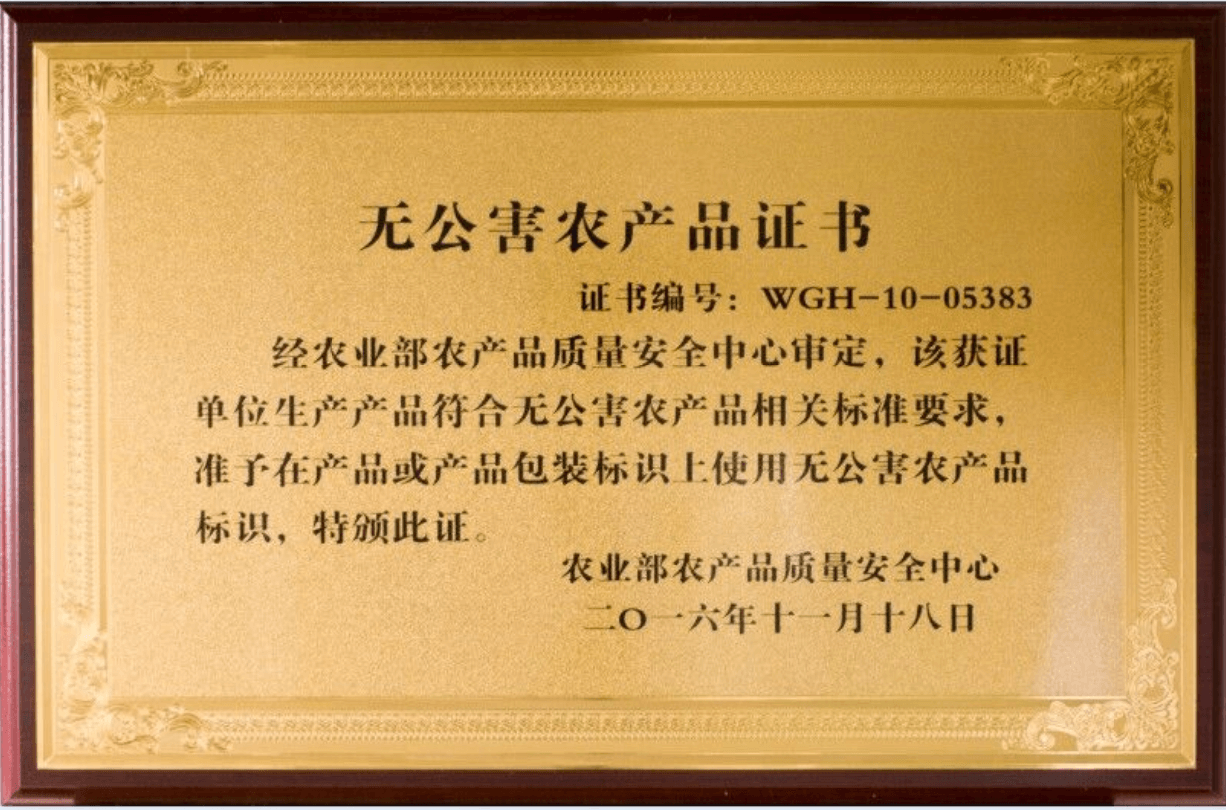 无公害农产品证书
证书编号：WGH-10-05383
经农业部农产品质量安全中心审定，该获证
单位生产产品符合无公害农产品相关标准要求，
准予在产品或产品包装标识上使用无公害农产品
标识，特颁此证。
农业部农产品质量安全中心
二〇一六年十一月十八日